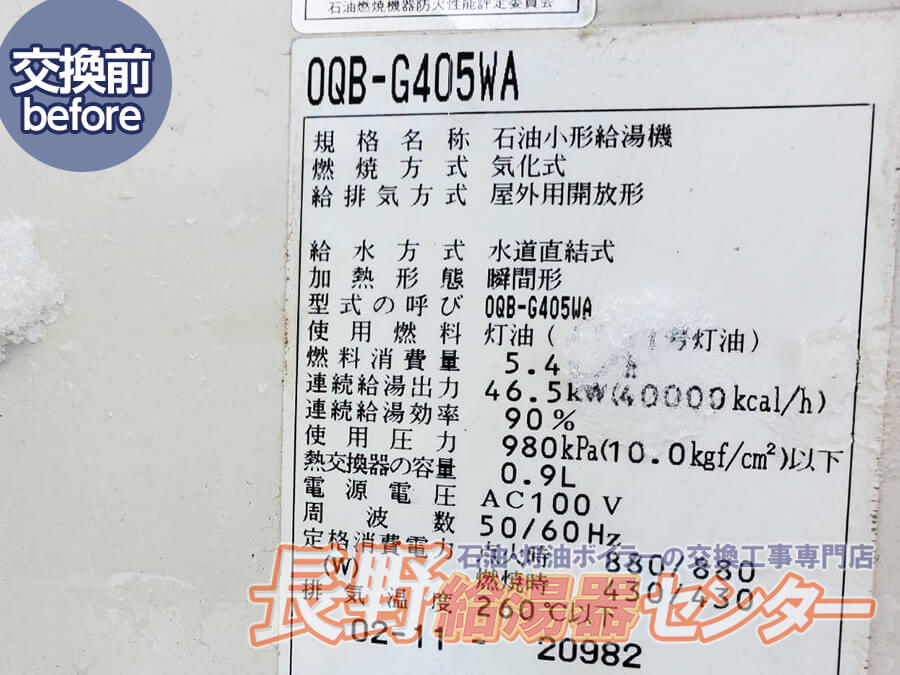 石油燃焼機器防火性能評定委員会
交換前
before
OQB-G405WA
規格名称 石油小形給湯機
燃焼方式 気化式
給排気方式 屋外用開放形
給水方式 水道直結式
加熱形態 瞬間形
型式の呼び OQB-G405WA
使用燃料 灯油( 号灯油)
燃料消費量 5.4 /h
連続給湯出力 46.5kW(40000kcal/h)
連続給湯効率 90%
使用圧力 980kPa(10.0kgf/cm²)以下
熱交換器の容量 0.9L
電源電圧 AC100V
周波数 50/60Hz
定格消費電力 点火時 880/880
(W) 燃焼時 430/430
排気温度 260℃以下
02-11- 20982
石油・灯油ボイラーの交換工事専門店
長野給湯器センター